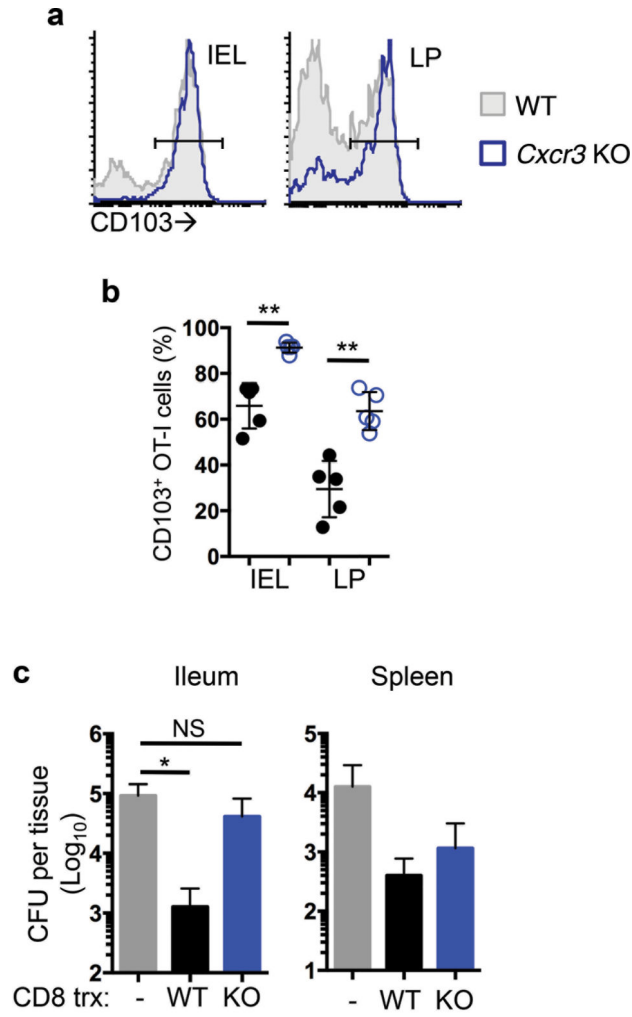 a
IEL
LP
WT
Cxcr3 KO
CD103→
b
CD103+ OT-I cells (%)
100
80
60
40
20
0
**
**
IEL
LP
c
Ileum
Spleen
CFU per tissue
(Log10)
6
5
4
3
2
NS
*
5
4
3
2
1
CD8 trx: - WT KO
- WT KO